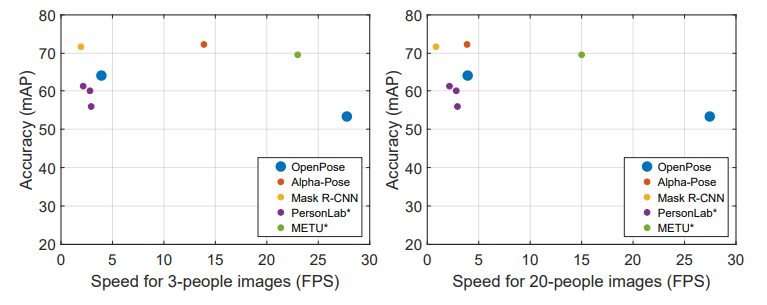 80
70
60
50
40
30
20
Accuracy (mAP)
0 5 10 15 20 25 30
Speed for 3-people images (FPS)
OpenPose
Alpha-Pose
Mask R-CNN
PersonLab*
METU*
80
70
60
50
40
30
20
Accuracy (mAP)
0 5 10 15 20 25 30
Speed for 20-people images (FPS)
OpenPose
Alpha-Pose
Mask R-CNN
PersonLab*
METU*